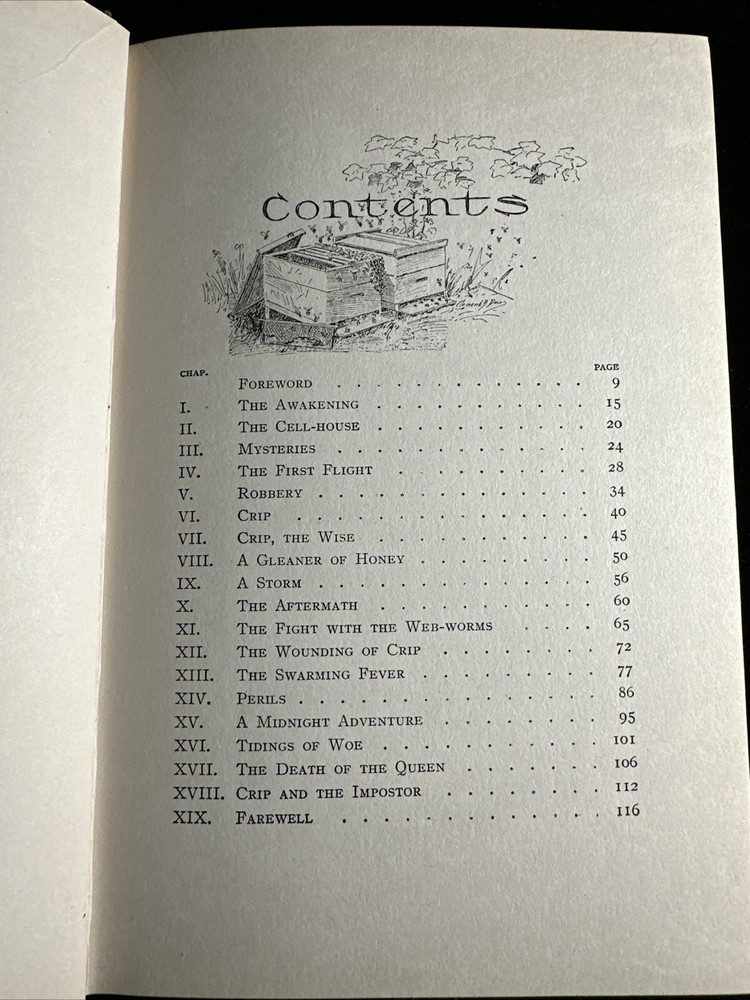 Contents
CHAP. PAGE
FOREWORD . . . . . . . . . . . . . 9
I. THE AWAKENING . . . . . . . . . . . 15
II. THE CELL-HOUSE . . . . . . . . . . . 20
III. MYSTERIES . . . . . . . . . . . . . 24
IV. THE FIRST FLIGHT . . . . . . . . . . 28
V. ROBBERY . . . . . . . . . . . . . . 34
VI. CRIP . . . . . . . . . . . . . . . 40
VII. CRIP, THE WISE . . . . . . . . . . . 45
VIII. A GLEANER OF HONEY . . . . . . . . . 50
IX. A STORM . . . . . . . . . . . . . . 56
X. THE AFTERMATH . . . . . . . . . . . 60
XI. THE FIGHT WITH THE WEB-WORMS . . . . 65
XII. THE WOUNDING OF CRIP . . . . . . . . 72
XIII. THE SWARMING FEVER . . . . . . . . . 77
XIV. PERILS . . . . . . . . . . . . . . . 86
XV. A MIDNIGHT ADVENTURE . . . . . . . . 95
XVI. TIDINGS OF WOE . . . . . . . . . . . 101
XVII. THE DEATH OF THE QUEEN . . . . . . . 106
XVIII. CRIP AND THE IMPOSTOR . . . . . . . . 112
XIX. FAREWELL . . . . . . . . . . . . . 116